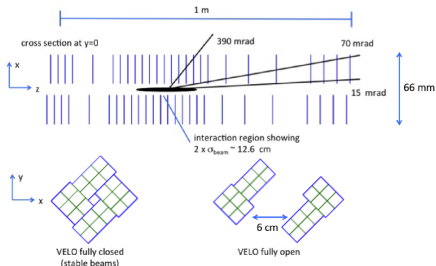 1 m
cross section at y=0
390 mrad
70 mrad
x
z
15 mrad
66 mm
interaction region showing
2 x σbeam ~ 12.6 cm
y
x
6 cm
VELO fully closed
(stable beams)
VELO fully open